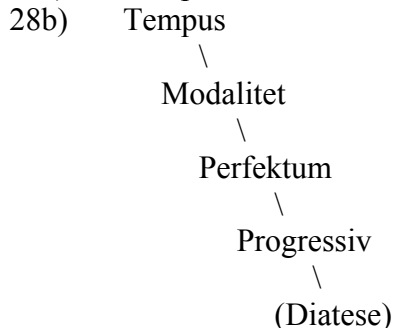 28b) Tempus
\
Modalitet
\
Perfektum
\
Progressiv
\
(Diatese)